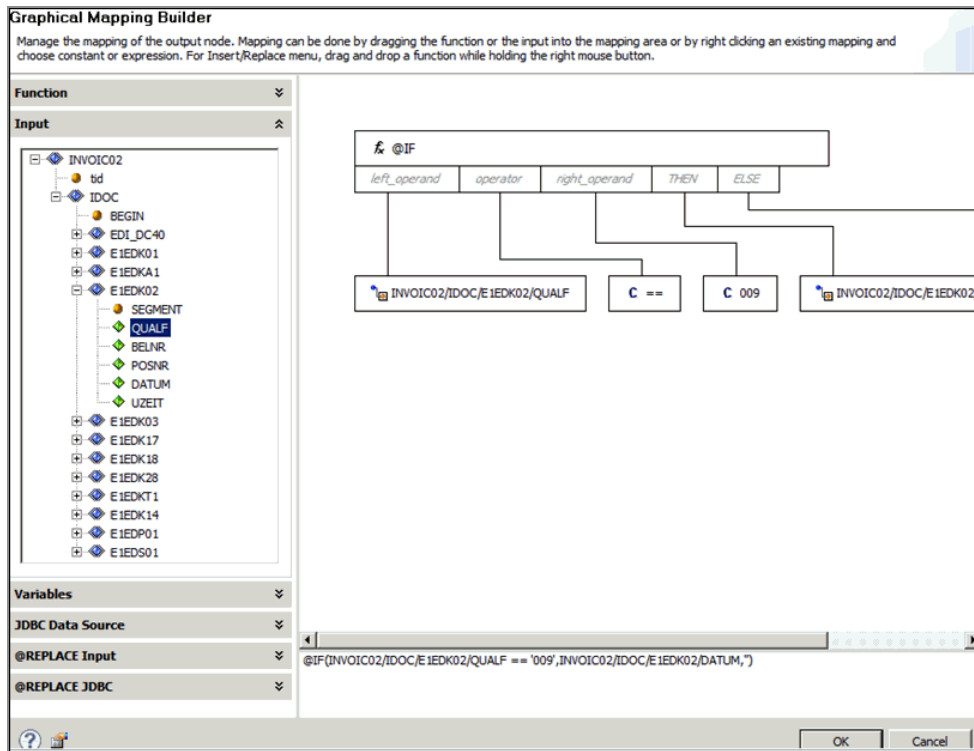 Graphical Mapping Builder
Manage the mapping of the output node. Mapping can be done by dragging the function or the input into the mapping area or by right clicking an existing mapping and
choose constant or expression. For Insert/Replace menu, drag and drop a function while holding the right mouse button.
Function
Input
INVOIC02
tid
IDOC
BEGIN
EDI_DC40
E1EDK01
E1EDKA1
E1EDK02
SEGMENT
QUALF
BELNR
POSNR
DATUM
UZEIT
E1EDK03
E1EDK17
E1EDK18
E1EDK28
E1EDKT1
E1EDK14
E1EDP01
E1EDS01
Variables
JDBC Data Source
@REPLACE Input
@REPLACE JDBC
fx @IF
left_operand operator right_operand THEN ELSE
INVOIC02/IDOC/E1EDK02/QUALF C == C 009 INVOIC02/IDOC/E1EDK02
@IF(INVOIC02/IDOC/E1EDK02/QUALF == '009',INVOIC02/IDOC/E1EDK02/DATUM,'')
? OK Cancel